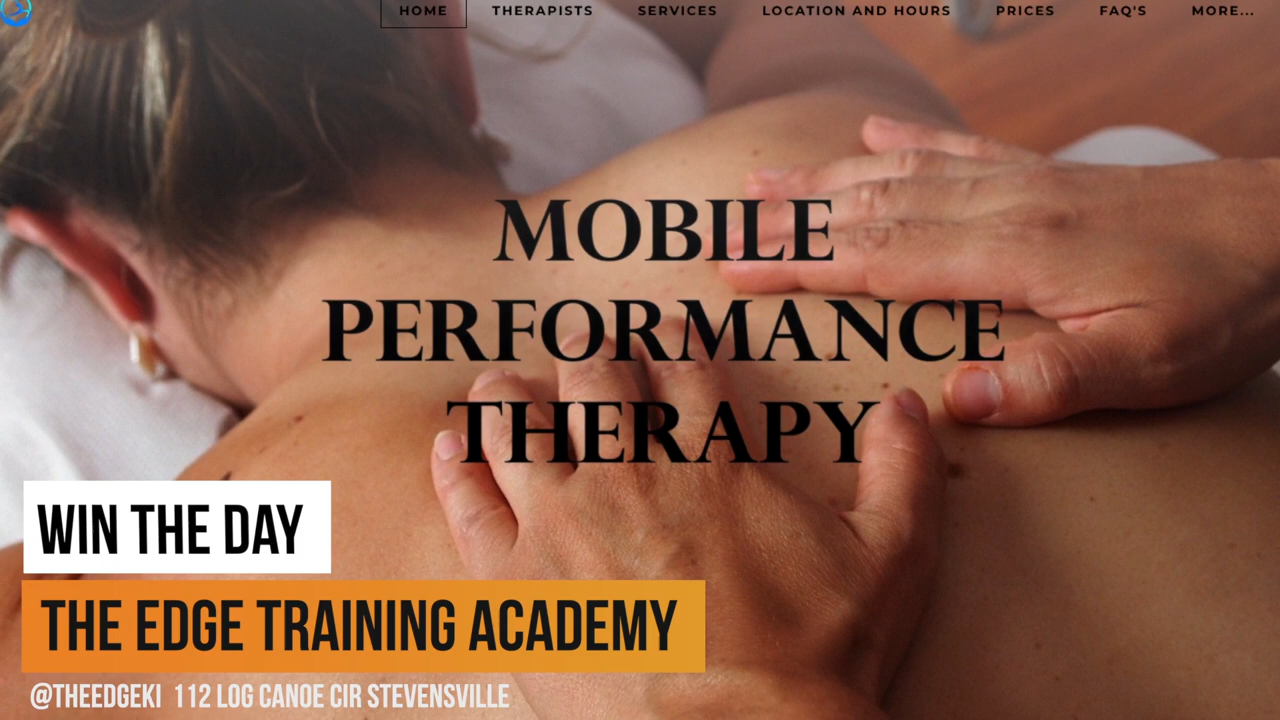 HOME THERAPISTS SERVICES LOCATION AND HOURS PRICES FAQ'S MORE...
MOBILE
PERFORMANCE
THERAPY
WIN THE DAY
THE EDGE TRAINING ACADEMY
@THEEDGEKI 112 LOG CANOE CIR STEVENSVILLE